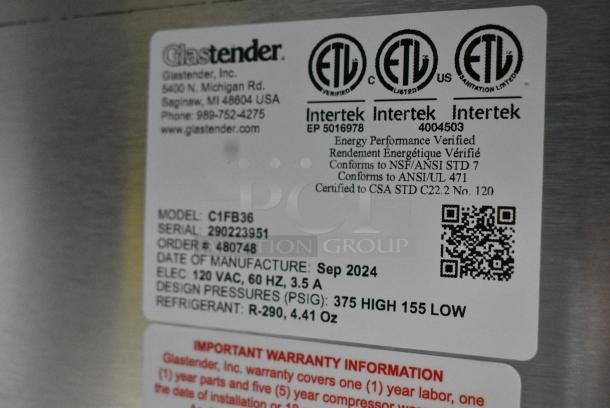 Glastender.
Glastender, Inc.
5400 N. Michigan Rd.
Saginaw, MI 48604 USA
Phone: 989-752-4275
www.glastender.com
ETL VERIFIED
C ETL LISTED US
ETL SANITATION LISTED
Intertek Intertek Intertek
EP 5016978 4004503
Energy Performance Verified
Rendement Énergétique Vérifié
Conforms to NSF/ANSI STD 7
Conforms to ANSI/UL 471
Certified to CSA STD C22.2 No. 120
PCI
AUCTION GROUP
MODEL: C1FB36
SERIAL: 290223951
ORDER #: 480748
DATE OF MANUFACTURE: Sep 2024
ELEC: 120 VAC, 60 HZ, 3.5 A
DESIGN PRESSURES (PSIG): 375 HIGH 155 LOW
REFRIGERANT: R-290, 4.41 Oz
IMPORTANT WARRANTY INFORMATION
Glastender, Inc. warranty covers one (1) year labor, one
(1) year parts and five (5) year compressor
the date of installation or 18